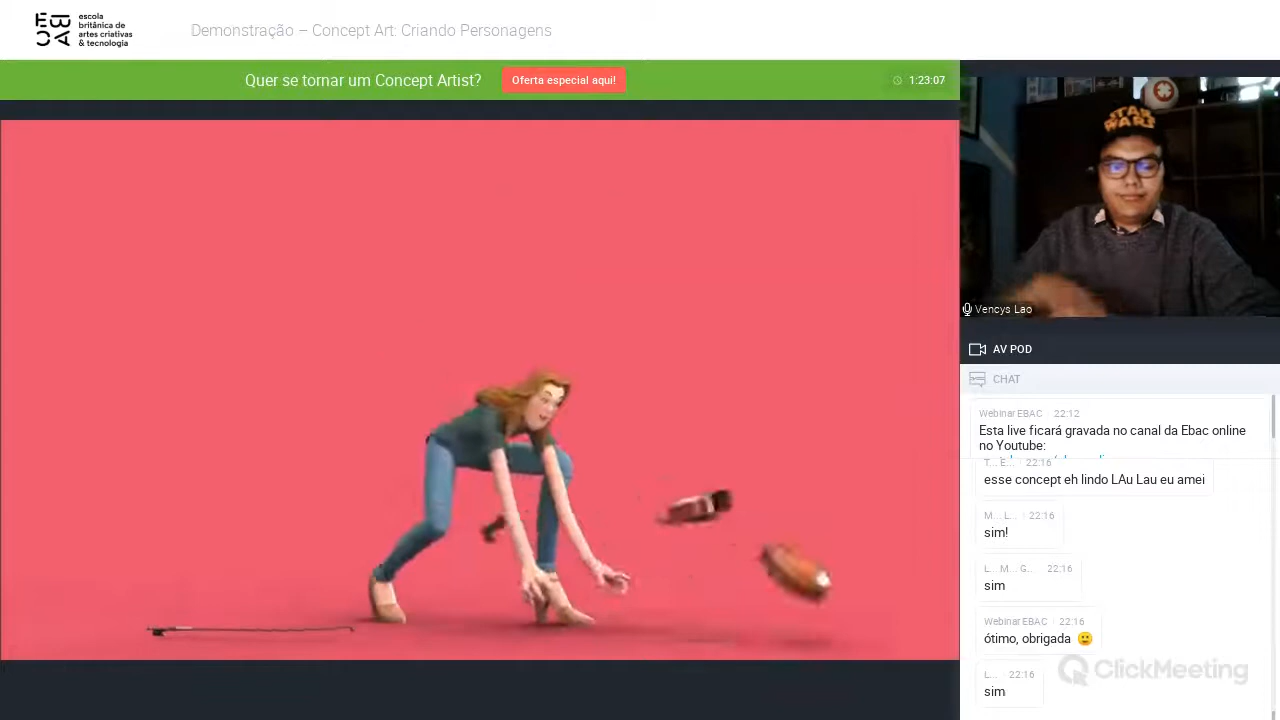 EBAC
escola
britânica de
artes criativas
& tecnologia
Demonstração – Concept Art: Criando Personagens
Quer se tornar um Concept Artist?
Oferta especial aqui!
1:23:07
STAR
WARS
Vencys Lao
AV POD
CHAT
Webinar EBAC 22:12
Esta live ficará gravada no canal da Ebac online
no Youtube:
T... E... 22:16
esse concept eh lindo LAu Lau eu amei
M... L... 22:16
sim!
L... M... G... 22:16
sim
Webinar EBAC 22:16
ótimo, obrigada 🙂
L... 22:16
sim
ClickMeeting